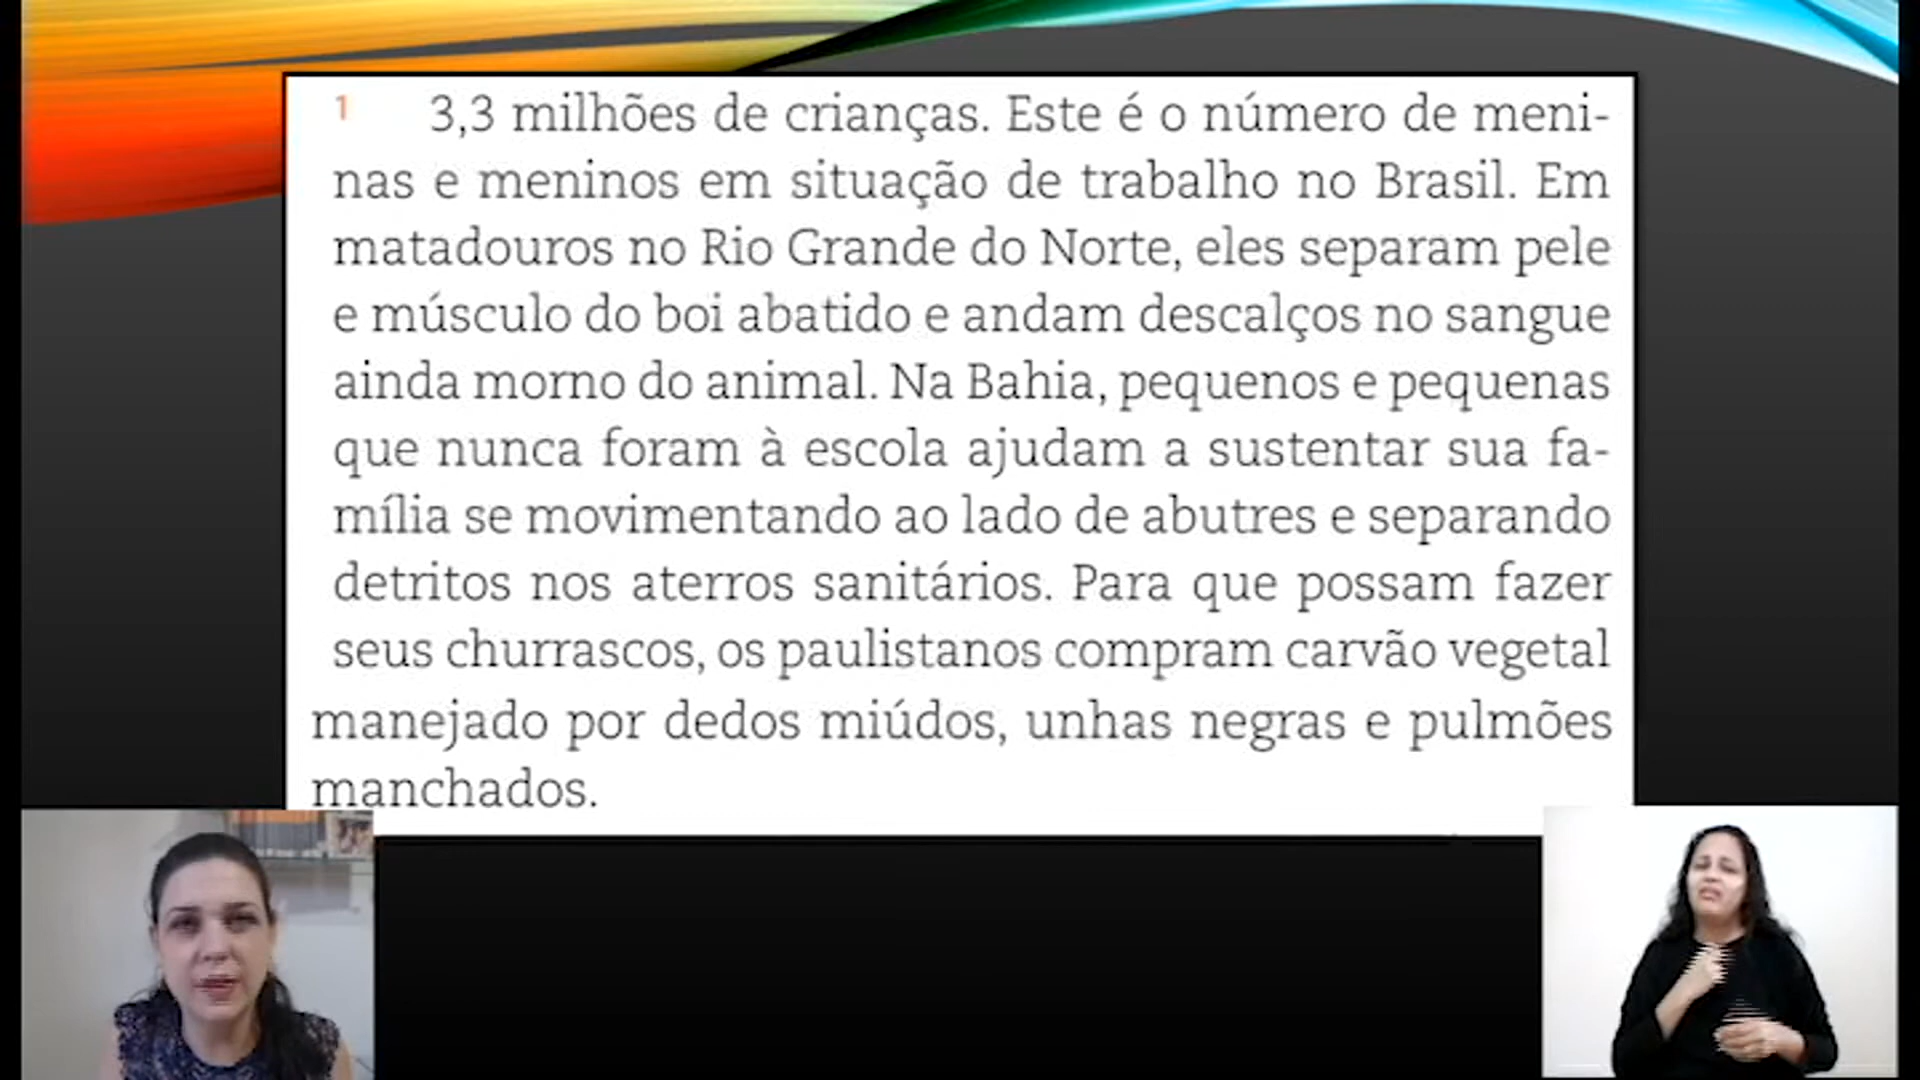 1 3,3 milhões de crianças. Este é o número de meni-
nas e meninos em situação de trabalho no Brasil. Em
matadouros no Rio Grande do Norte, eles separam pele
e músculo do boi abatido e andam descalços no sangue
ainda morno do animal. Na Bahia, pequenos e pequenas
que nunca foram à escola ajudam a sustentar sua fa-
mília se movimentando ao lado de abutres e separando
detritos nos aterros sanitários. Para que possam fazer
seus churrascos, os paulistanos compram carvão vegetal
manejado por dedos miúdos, unhas negras e pulmões
manchados.